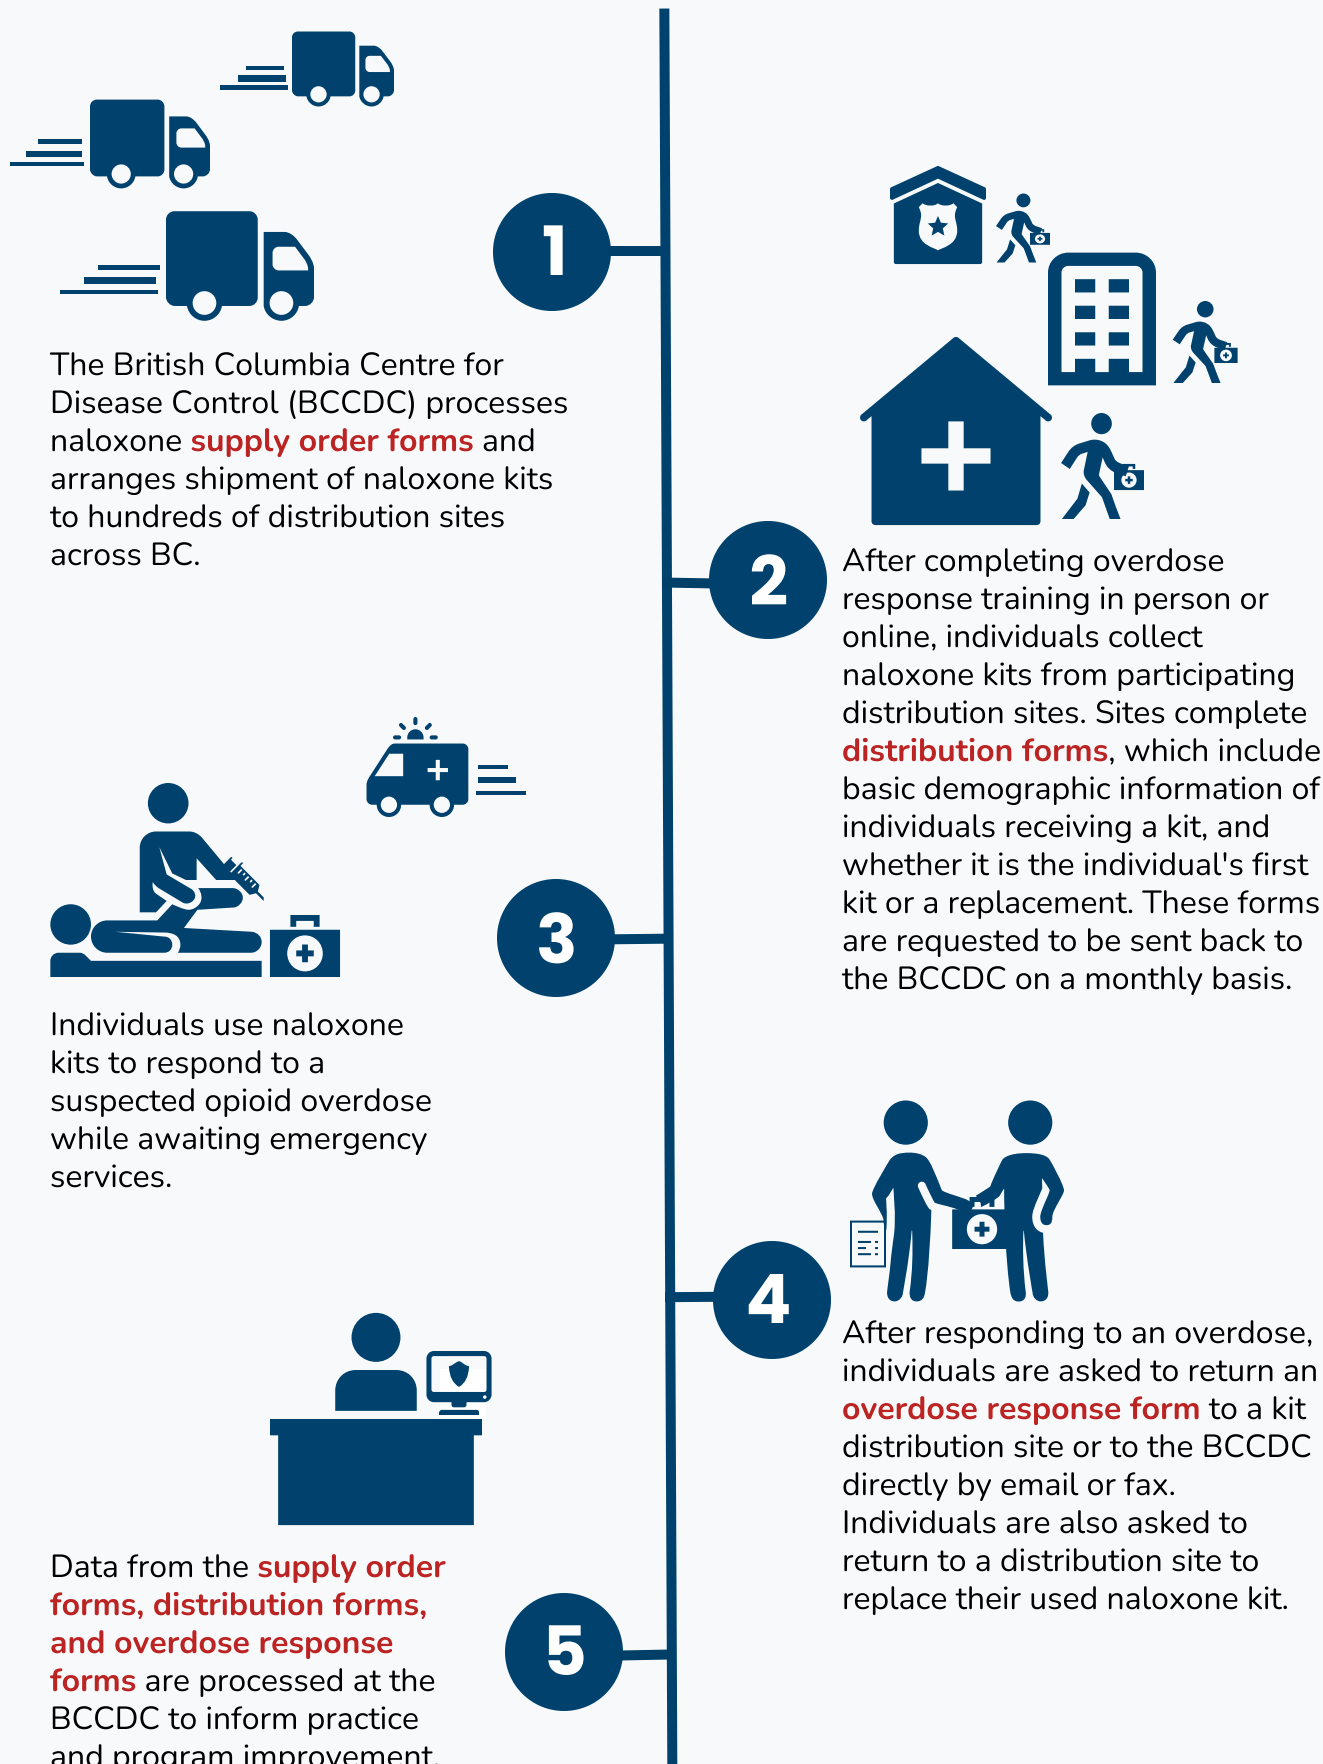 1
The British Columbia Centre for
Disease Control (BCCDC) processes
naloxone supply order forms and
arranges shipment of naloxone kits
to hundreds of distribution sites
across BC.
2
After completing overdose
response training in person or
online, individuals collect
naloxone kits from participating
distribution sites. Sites complete
distribution forms, which include
basic demographic information of
individuals receiving a kit, and
whether it is the individual's first
kit or a replacement. These forms
are requested to be sent back to
the BCCDC on a monthly basis.
3
Individuals use naloxone
kits to respond to a
suspected opioid overdose
while awaiting emergency
services.
4
After responding to an overdose,
individuals are asked to return an
overdose response form to a kit
distribution site or to the BCCDC
directly by email or fax.
Individuals are also asked to
return to a distribution site to
replace their used naloxone kit.
5
Data from the supply order
forms, distribution forms,
and overdose response
forms are processed at the
BCCDC to inform practice
and program improvement.